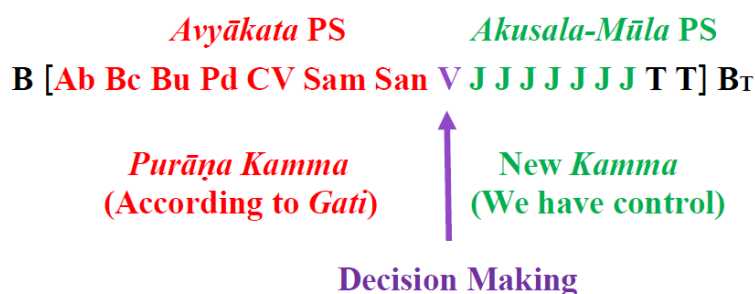 Avyākata PS Akusala-Mūla PS
B [Ab Bc Bu Pd CV Sam San V J J J J J J J T T] BT
Purāṇa Kamma New Kamma
(According to Gati) (We have control)
Decision Making